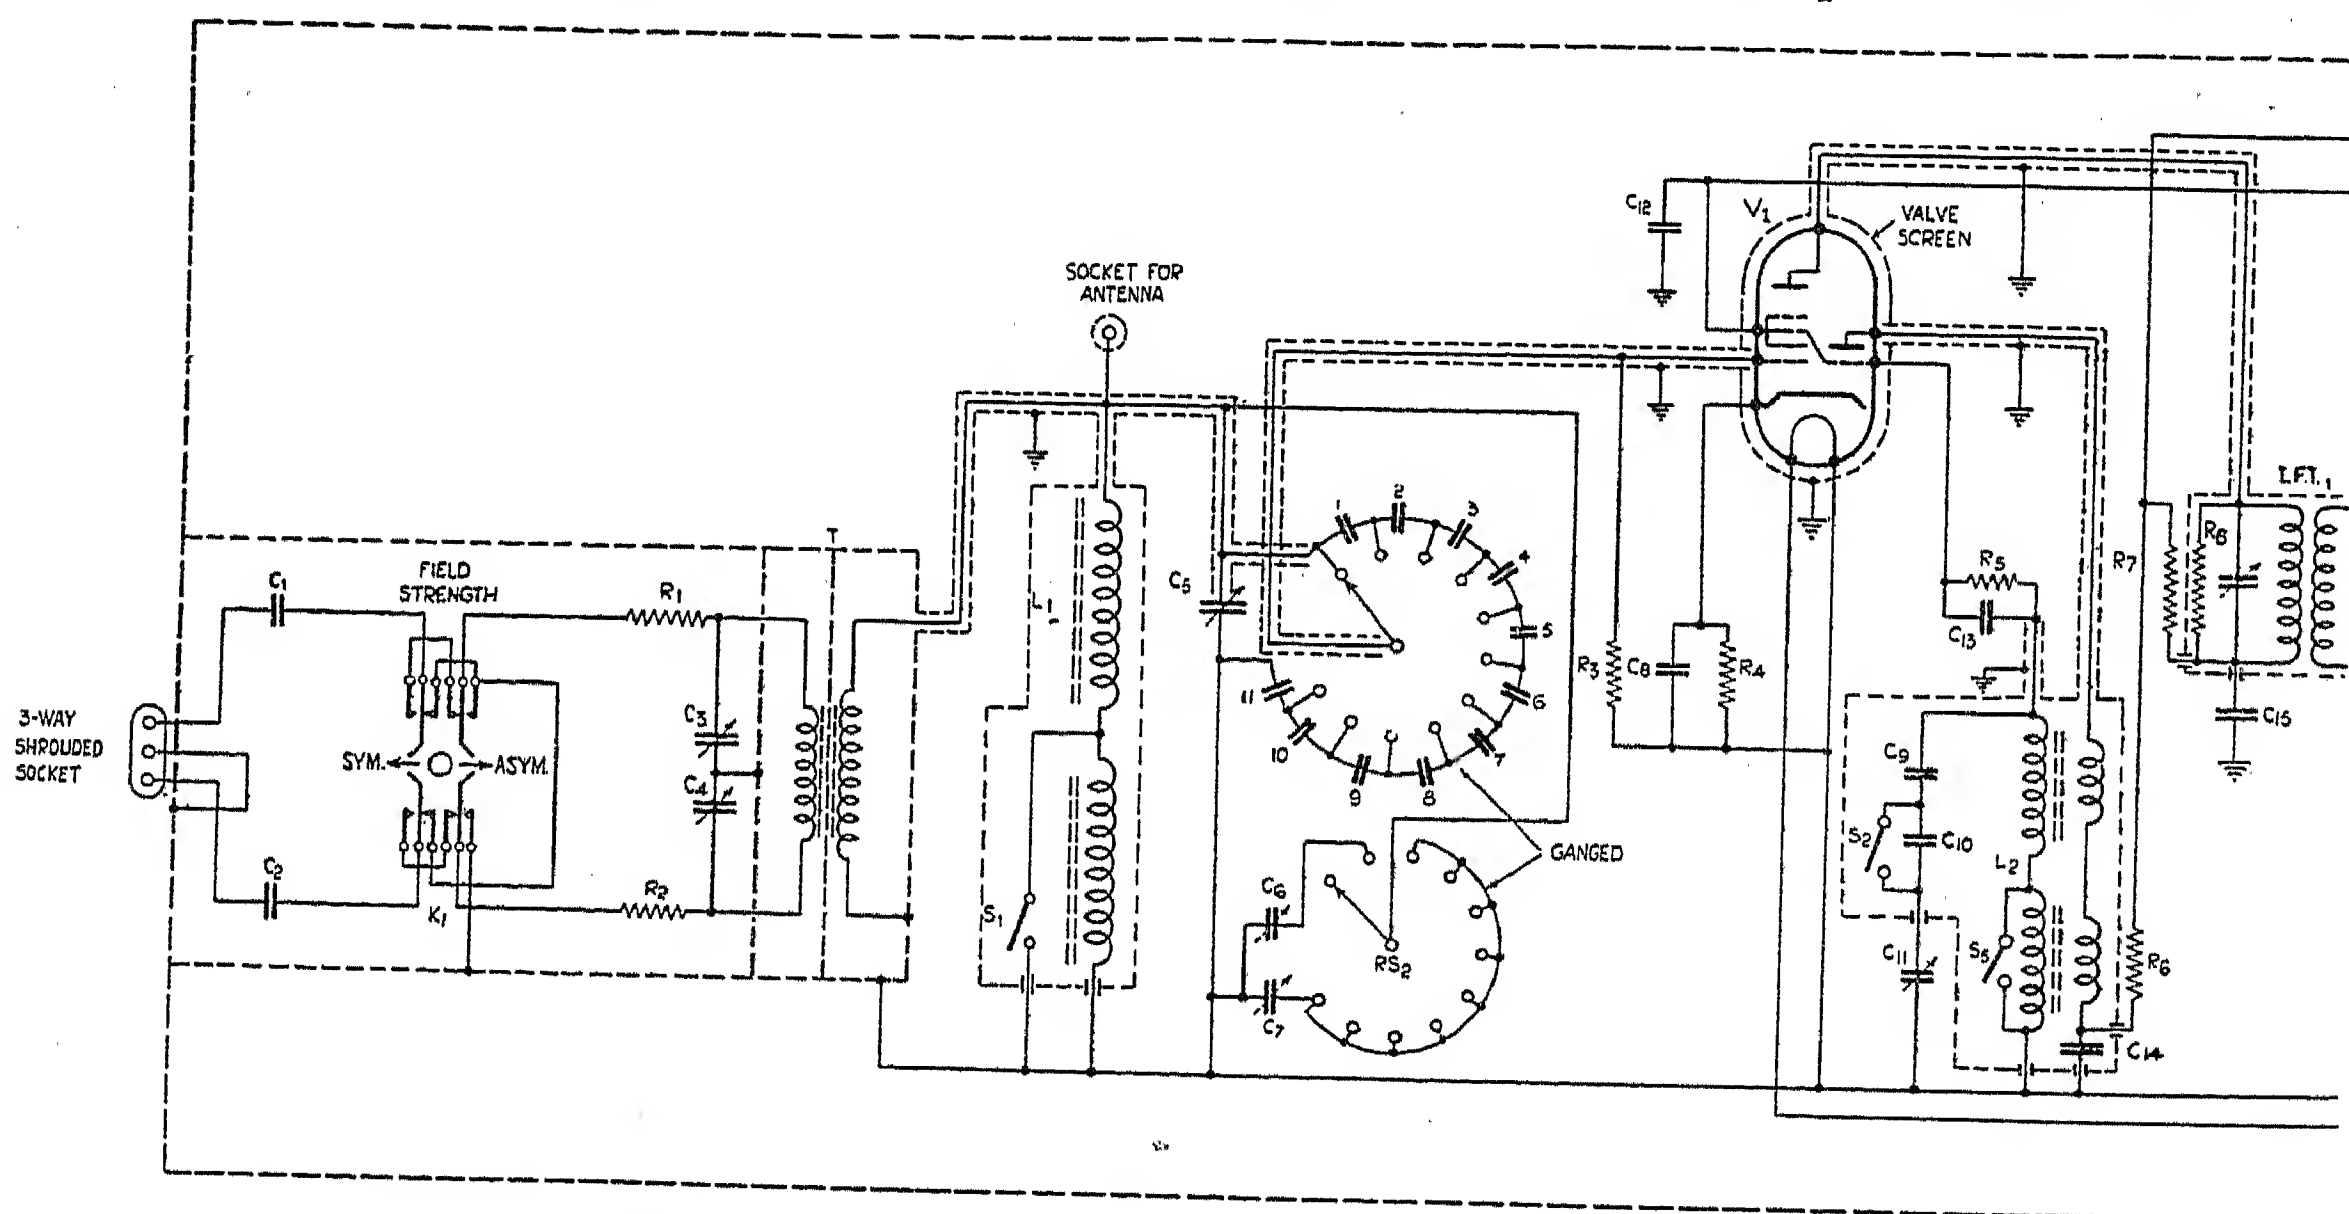 SOCKET FOR
ANTENNA
C12
V1
VALVE
SCREEN
I.F.T.1
FIELD
STRENGTH
C1
R1
C3
C4
3-WAY
SHROUDED
SOCKET
SYM.
ASYM.
C2
K1
R2
L1
S1
C5
1
2
3
4
5
6
7
8
9
10
11
GANGED
C6
C7
RS2
R3
C8
R4
R5
C13
R7
R8
C15
C9
S2
C10
L2
C11
S5
R6
C14